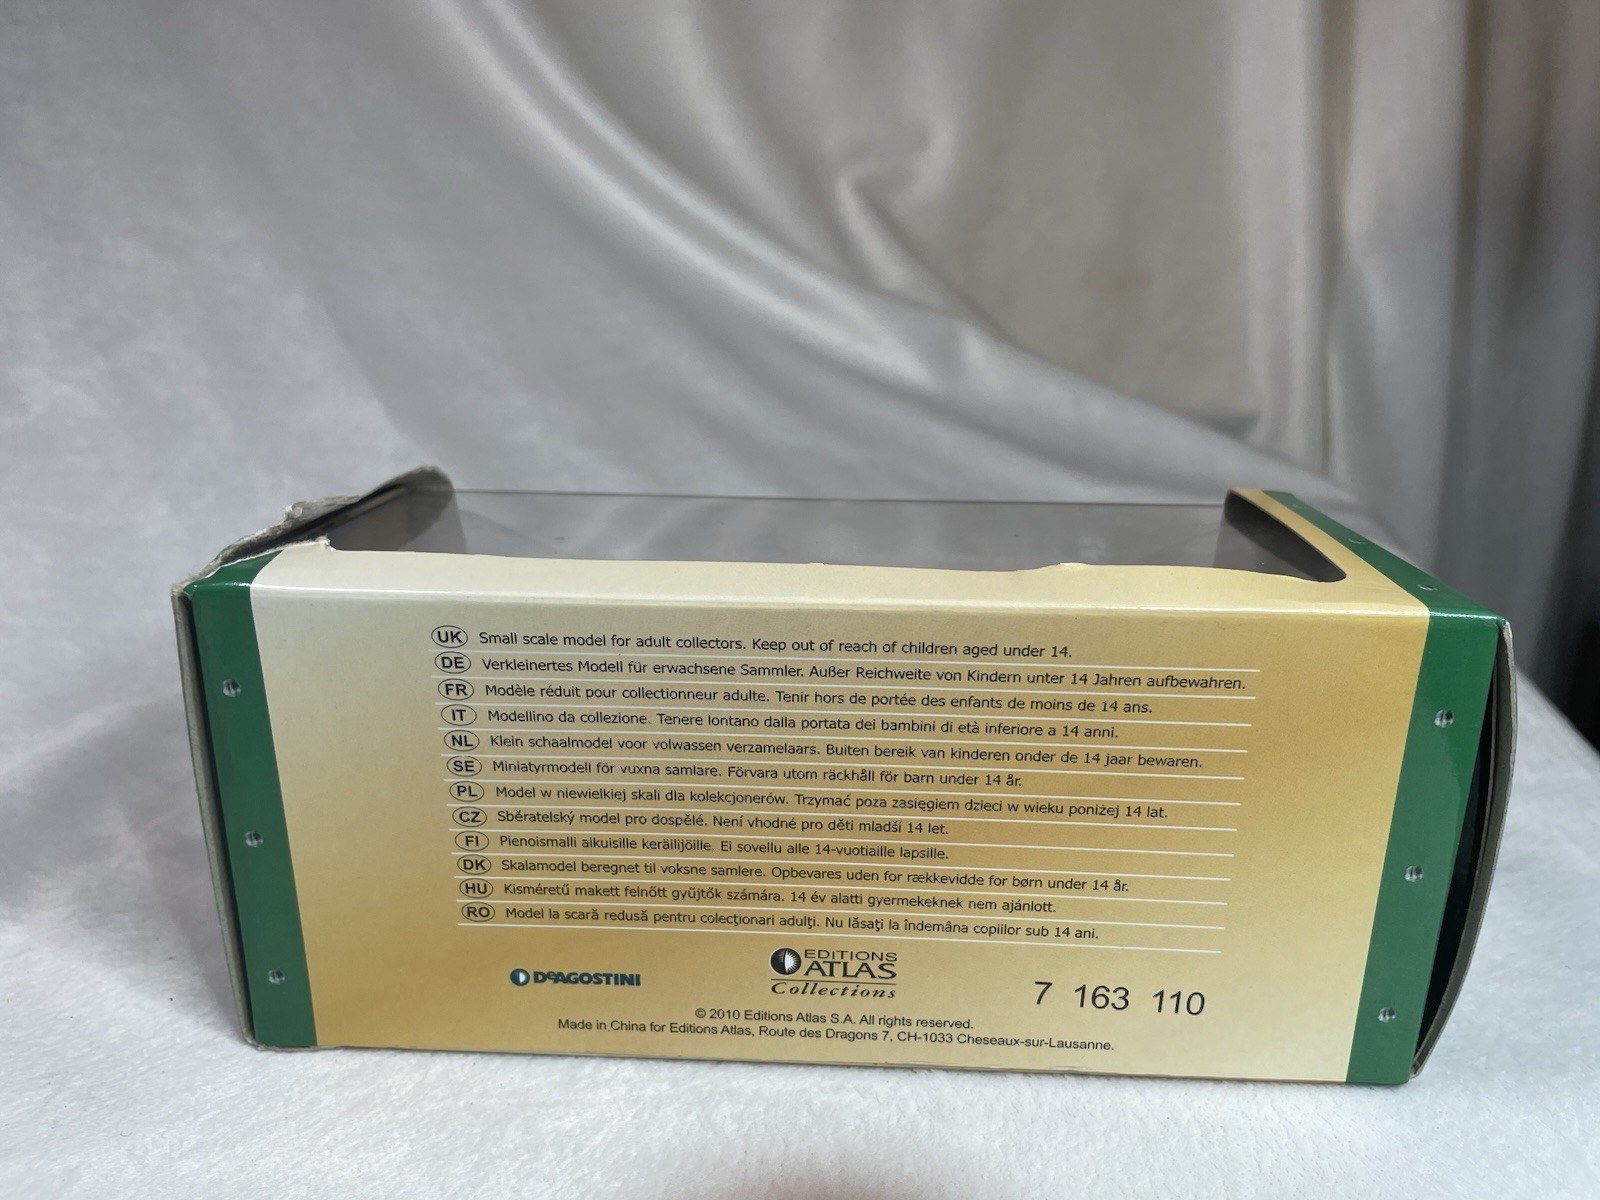 UK Small scale model for adult collectors. Keep out of reach of children aged under 14.
DE Verkleinertes Modell für erwachsene Sammler. Außer Reichweite von Kindern unter 14 Jahren aufbewahren.
FR Modèle réduit pour collectionneur adulte. Tenir hors de portée des enfants de moins de 14 ans.
IT Modellino da collezione. Tenere lontano dalla portata dei bambini di età inferiore a 14 anni.
NL Klein schaalmodel voor volwassen verzamelaars. Buiten bereik van kinderen onder de 14 jaar bewaren.
SE Miniatyrmodell för vuxna samlare. Förvara utom räckhåll för barn under 14 år.
PL Model w niewielkiej skali dla kolekcjonerów. Trzymać poza zasięgiem dzieci w wieku poniżej 14 lat.
CZ Sběratelský model pro dospělé. Není vhodné pro děti mladší 14 let.
FI Pienoismalli aikuisille keräilijöille. Ei sovellu alle 14-vuotiaille lapsille.
DK Skalamodel beregnet til voksne samlere. Opbevares uden for rækkevidde for børn under 14 år.
HU Kisméretű makett felnőtt gyűjtők számára. 14 év alatti gyermekeknek nem ajánlott.
RO Model la scară redusă pentru colecţionari adulţi. Nu lăsaţi la îndemâna copiilor sub 14 ani.
DeAGOSTINI
EDITIONS
ATLAS
Collections
7 163 110
© 2010 Editions Atlas S.A. All rights reserved.
Made in China for Editions Atlas, Route des Dragons 7, CH-1033 Cheseaux-sur-Lausanne.